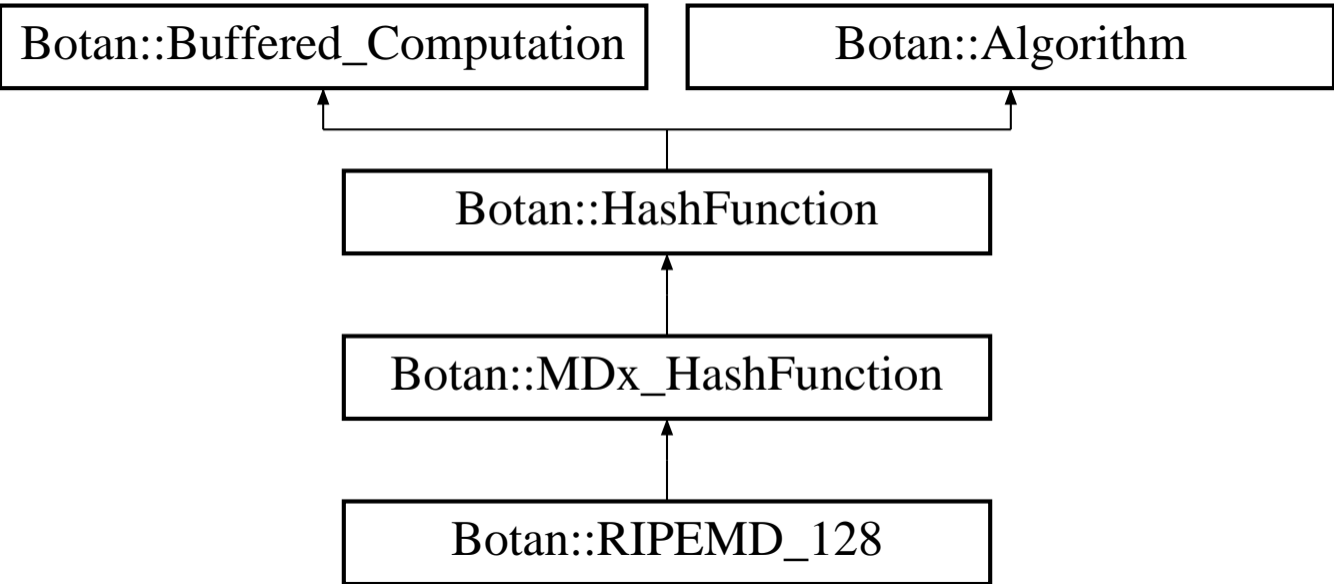 Botan::Buffered_Computation
Botan::Algorithm
Botan::HashFunction
Botan::MDx_HashFunction
Botan::RIPEMD_128